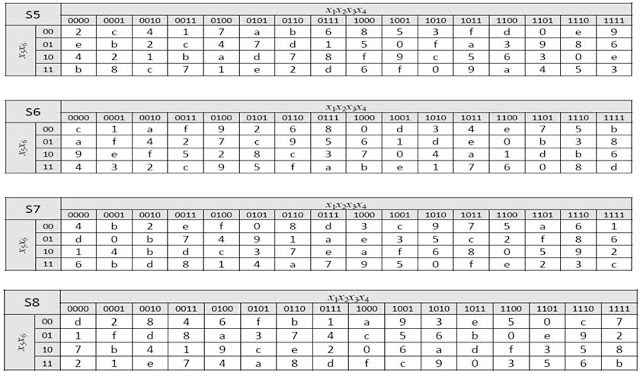 S5 x₁x₂x₃x₄
0000 0001 0010 0011 0100 0101 0110 0111 1000 1001 1010 1011 1100 1101 1110 1111
x₅x₆
00 2 c 4 1 7 a b 6 8 5 3 f d 0 e 9
01 e b 2 c 4 7 d 1 5 0 f a 3 9 8 6
10 4 2 1 b a d 7 8 f 9 c 5 6 3 0 e
11 b 8 c 7 1 e 2 d 6 f 0 9 a 4 5 3
S6 x₁x₂x₃x₄
0000 0001 0010 0011 0100 0101 0110 0111 1000 1001 1010 1011 1100 1101 1110 1111
x₅x₆
00 c 1 a f 9 2 6 8 0 d 3 4 e 7 5 b
01 a f 4 2 7 c 9 5 6 1 d e 0 b 3 8
10 9 e f 5 2 8 c 3 7 0 4 a 1 d b 6
11 4 3 2 c 9 5 f a b e 1 7 6 0 8 d
S7 x₁x₂x₃x₄
0000 0001 0010 0011 0100 0101 0110 0111 1000 1001 1010 1011 1100 1101 1110 1111
x₅x₆
00 4 b 2 e f 0 8 d 3 c 9 7 5 a 6 1
01 d 0 b 7 4 9 1 a e 3 5 c 2 f 8 6
10 1 4 b d c 3 7 e a f 6 8 0 5 9 2
11 6 b d 8 1 4 a 7 9 5 0 f e 2 3 c
S8 x₁x₂x₃x₄
0000 0001 0010 0011 0100 0101 0110 0111 1000 1001 1010 1011 1100 1101 1110 1111
x₅x₆
00 d 2 8 4 6 f b 1 a 9 3 e 5 0 c 7
01 1 f d 8 a 3 7 4 c 5 6 b 0 e 9 2
10 7 b 4 1 9 c e 2 0 6 a d f 3 5 8
11 2 1 e 7 4 a 8 d f c 9 0 3 5 6 b